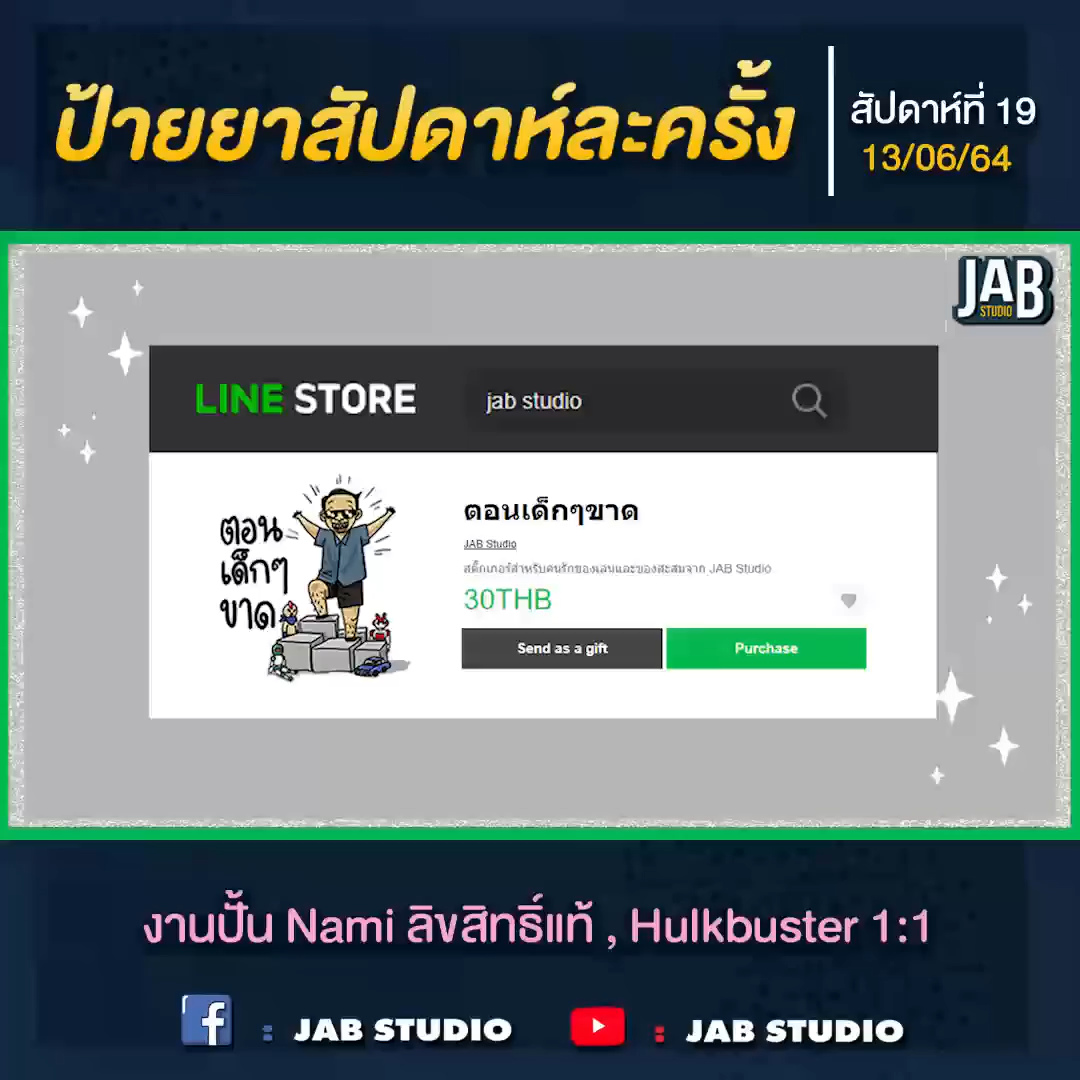 ป้ายยาสัปดาห์ละครั้ง
สัปดาห์ที่ 19
13/06/64
JAB
STUDIO
LINE STORE
jab studio
ตอน
เด็กๆ
ขาด
ตอนเด็กๆขาด
JAB Studio
สติ๊กเกอร์สำหรับคนรักของเล่นและของสะสมจาก JAB Studio
30THB
Send as a gift
Purchase
งานปั้น Nami ลิขสิทธิ์แท้ , Hulkbuster 1:1
: JAB STUDIO
: JAB STUDIO